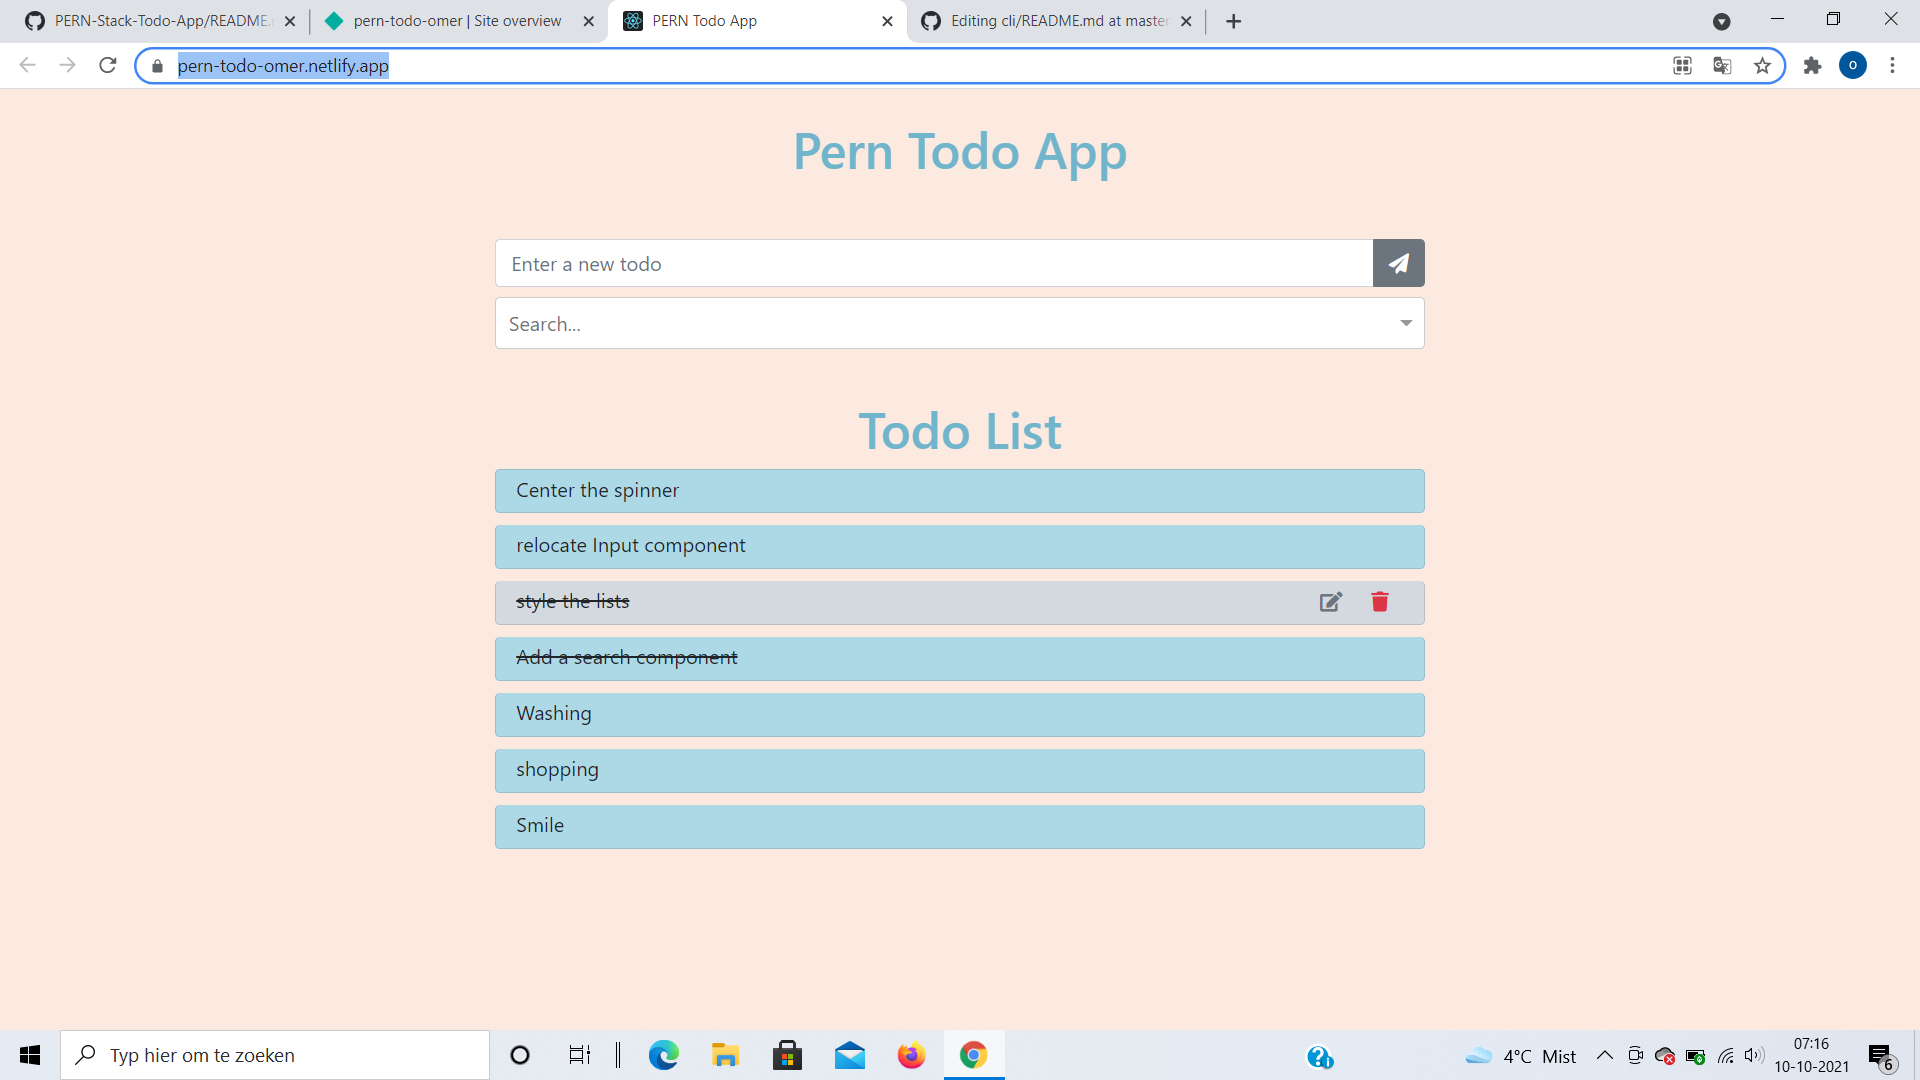 PERN-Stack-Todo-App/README.
pern-todo-omer | Site overview
PERN Todo App
Editing cli/README.md at master
pern-todo-omer.netlify.app
O
Pern Todo App
Enter a new todo
Search...
Todo List
Center the spinner
relocate Input component
style the lists
Add a search component
Washing
shopping
Smile
Typ hier om te zoeken
4°C Mist
07:16
10-10-2021
6